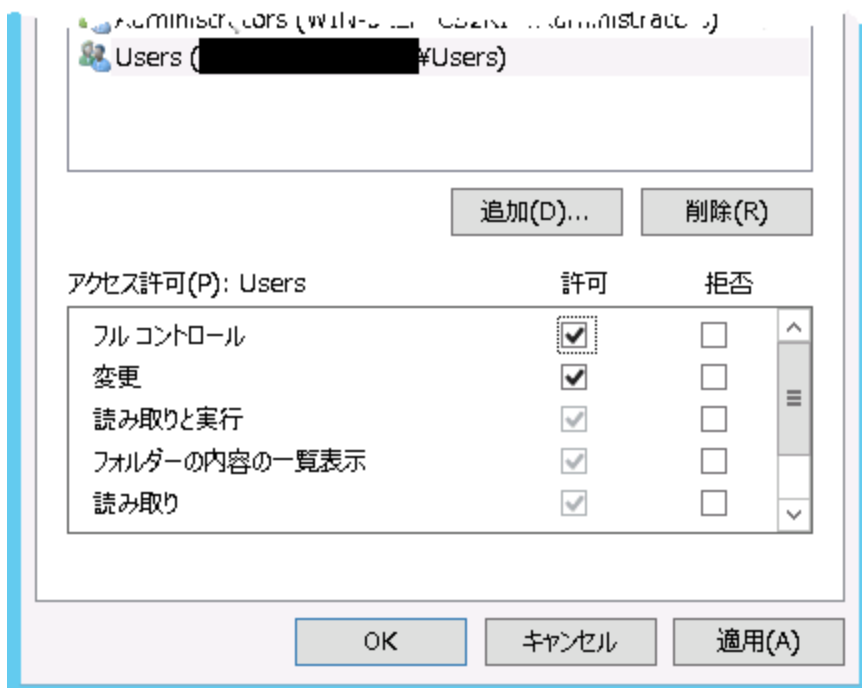 Users (¥Users)
追加(D)... 削除(R)
アクセス許可(P): Users 許可 拒否
フル コントロール
変更
読み取りと実行
フォルダーの内容の一覧表示
読み取り
OK キャンセル 適用(A)